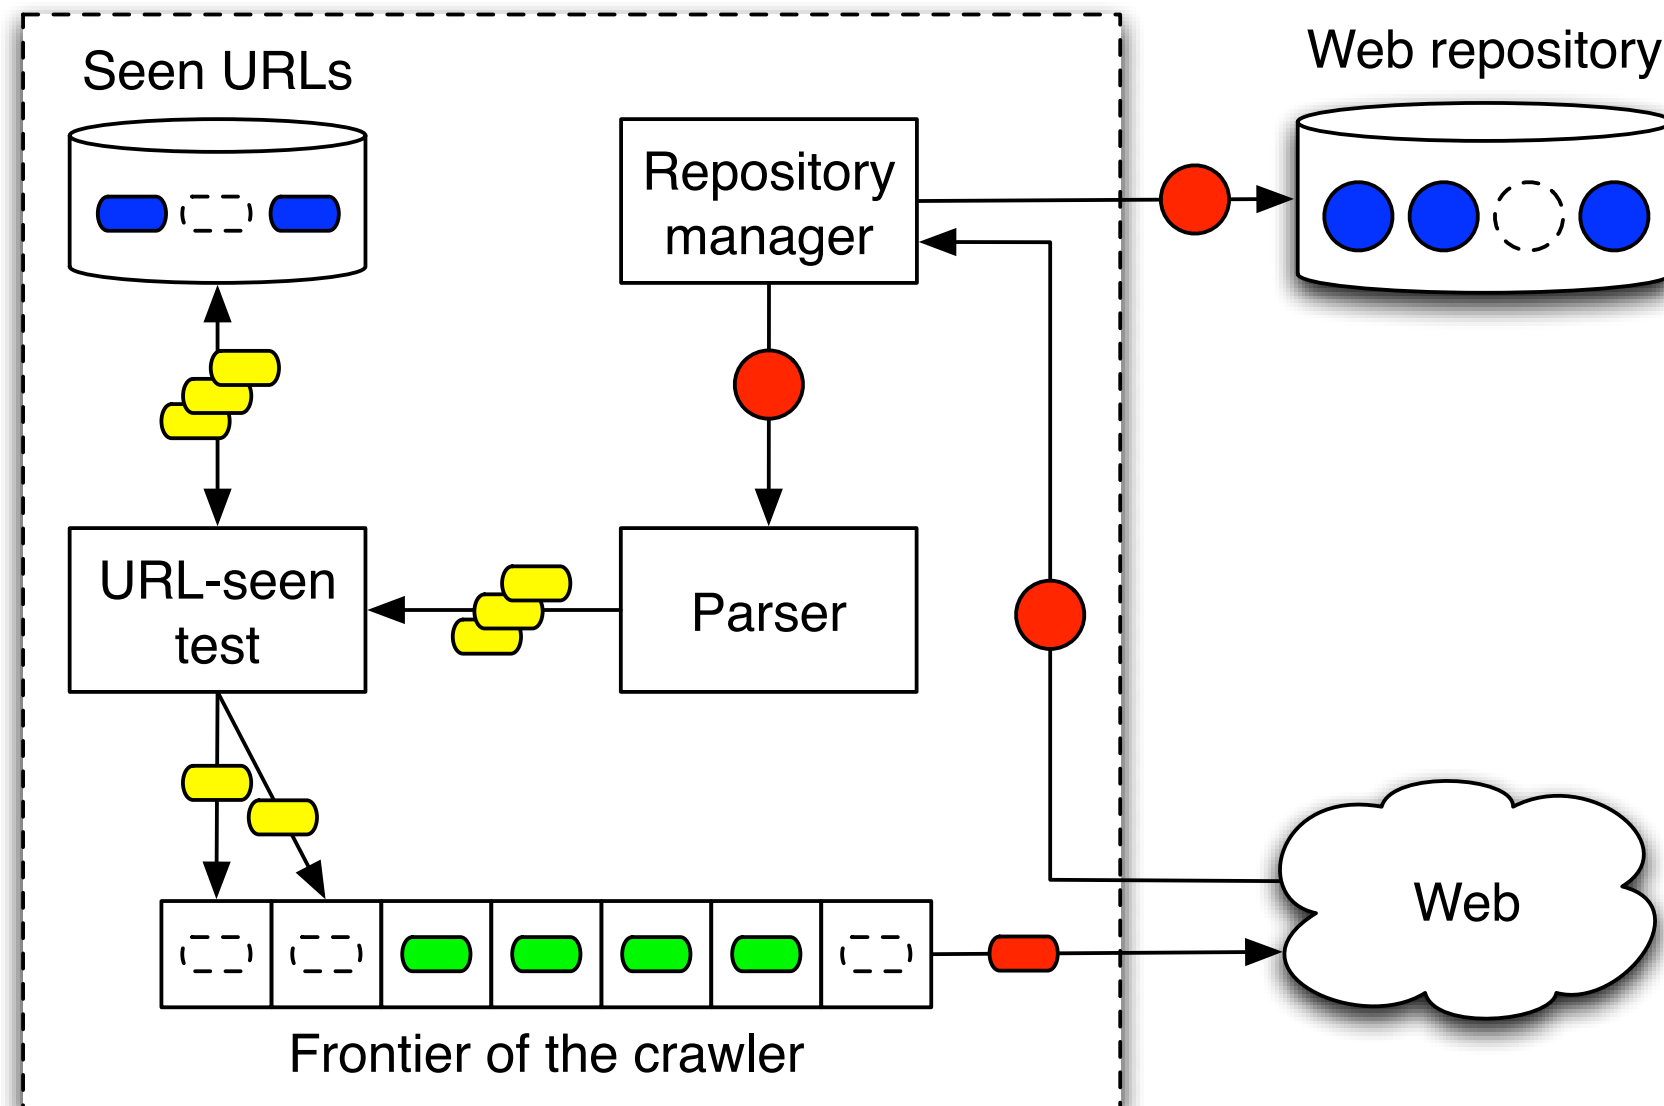 Seen URLs
Web repository
Repository
manager
URL-seen
test
Parser
Web
Frontier of the crawler